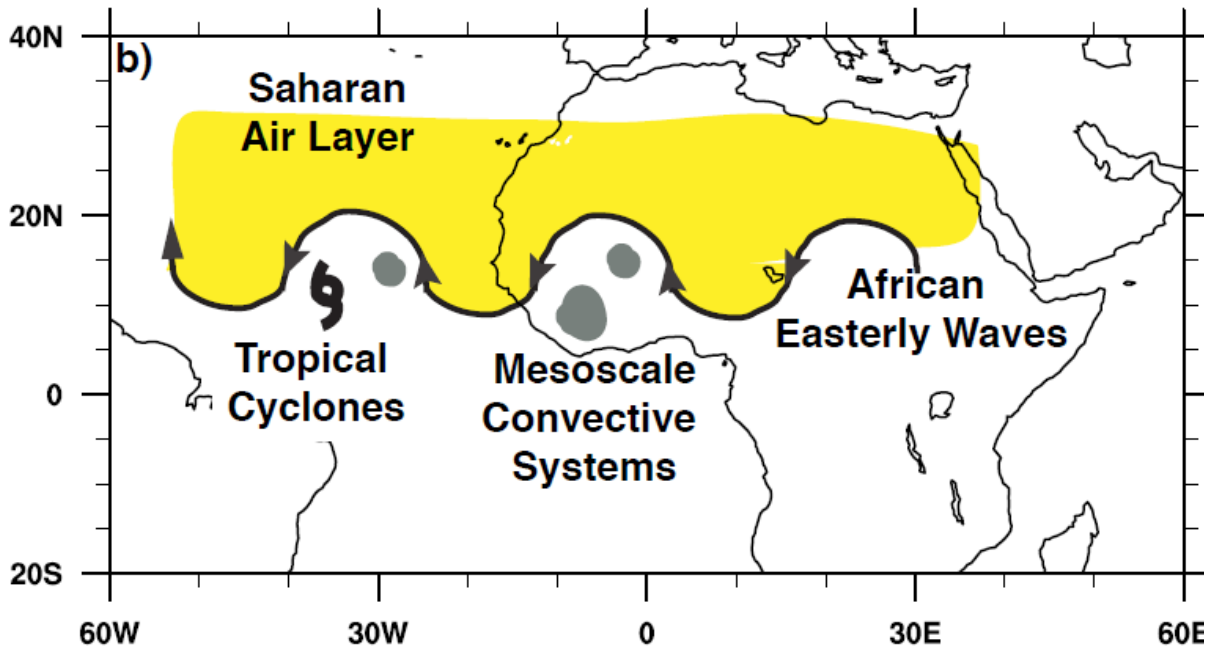 40N
b)
Saharan
Air Layer
20N
African
Easterly Waves
Tropical
Cyclones
Mesoscale
Convective
Systems
0
20S
60W
30W
0
30E
60E